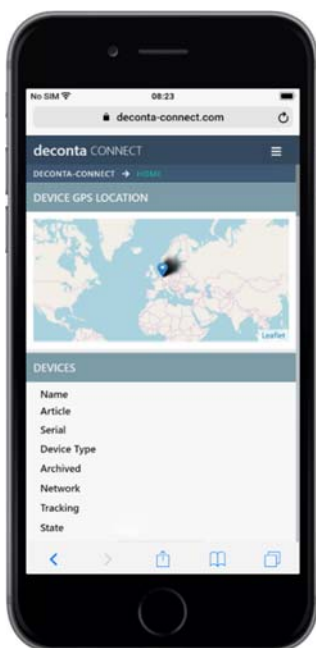 No SIM 08:23
deconta-connect.com
deconta CONNECT
DECONTA-CONNECT → HOME
DEVICE GPS LOCATION
Leaflet
DEVICES
Name
Article
Serial
Device Type
Archived
Network
Tracking
State